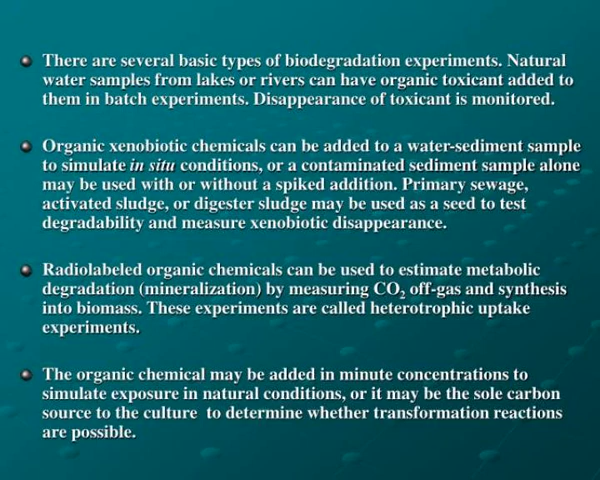 There are several basic types of biodegradation experiments. Natural
water samples from lakes or rivers can have organic toxicant added to
them in batch experiments. Disappearance of toxicant is monitored.
Organic xenobiotic chemicals can be added to a water-sediment sample
to simulate in situ conditions, or a contaminated sediment sample alone
may be used with or without a spiked addition. Primary sewage,
activated sludge, or digester sludge may be used as a seed to test
degradability and measure xenobiotic disappearance.
Radiolabeled organic chemicals can be used to estimate metabolic
degradation (mineralization) by measuring CO₂ off-gas and synthesis
into biomass. These experiments are called heterotrophic uptake
experiments.
The organic chemical may be added in minute concentrations to
simulate exposure in natural conditions, or it may be the sole carbon
source to the culture  to determine whether transformation reactions
are possible.